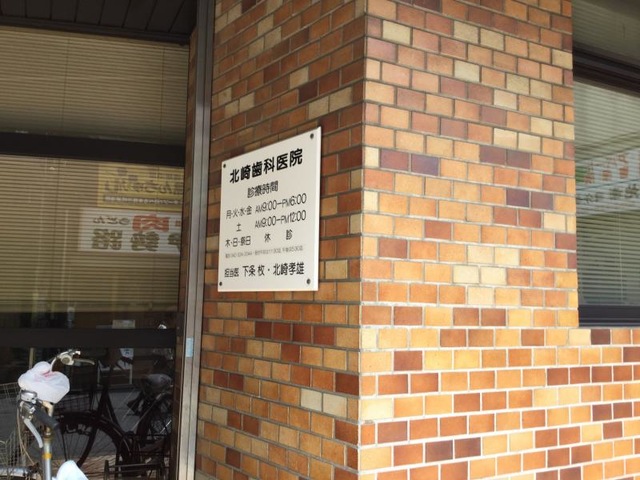 北崎歯科医院
診療時間
月・火・水・金 AM9:00〜PM6:00
土 AM9:00〜PM12:00
木・日・祭日 休 診
担当医 下条 枚・北崎孝雄